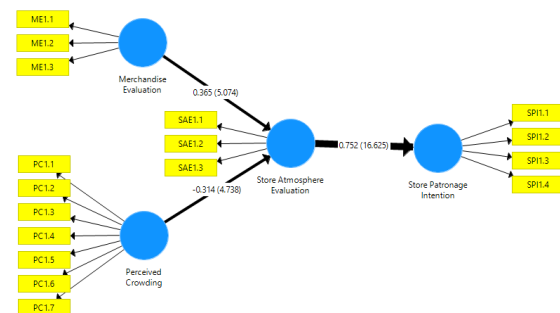 ME1.1
ME1.2
ME1.3
Merchandise
Evaluation
0.365 (5.074)
SAE1.1
SAE1.2
SAE1.3
Store Atmosphere
Evaluation
0.752 (16.625)
SPI1.1
SPI1.2
SPI1.3
SPI1.4
Store Patronage
Intention
-0.314 (4.738)
PC1.1
PC1.2
PC1.3
PC1.4
PC1.5
PC1.6
PC1.7
Perceived
Crowding